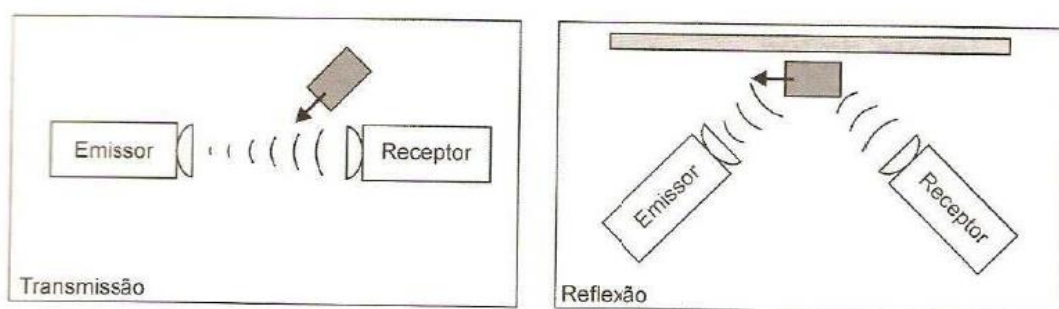 Emissor
Receptor
Transmissão
Emissor
Receptor
Reflexão